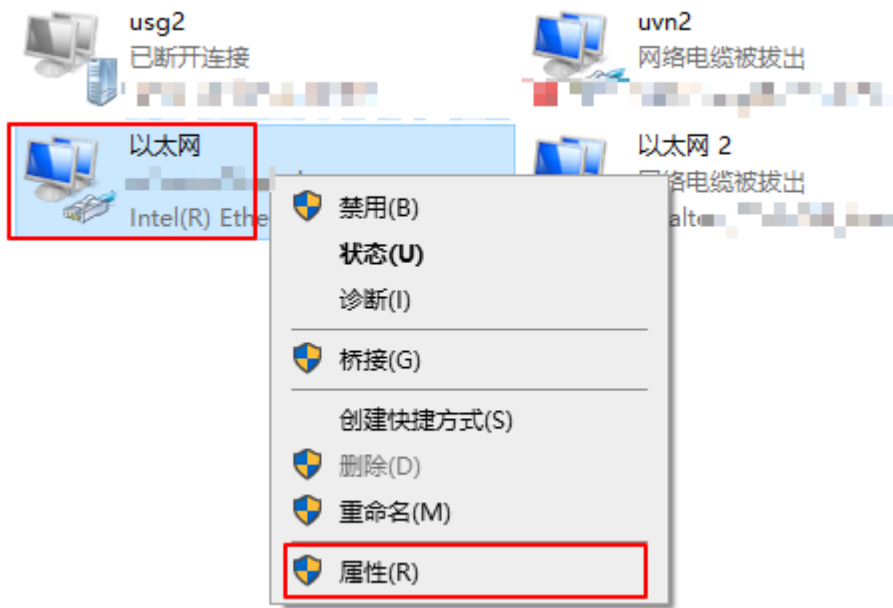 usg2
已断开连接
uvn2
网络电缆被拔出
以太网
Intel(R) Ethe
以太网 2
络电缆被拔出
禁用(B)
状态(U)
诊断(I)
桥接(G)
创建快捷方式(S)
删除(D)
重命名(M)
属性(R)